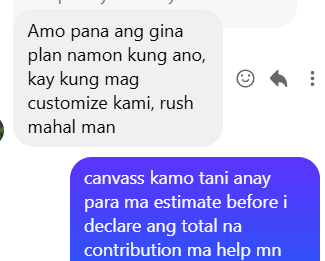 Amo pana ang gina
plan namon kung ano,
kay kung mag
customize kami, rush
mahal man
canvass kamo tani anay
para ma estimate before i
declare ang total na
contribution ma help mn